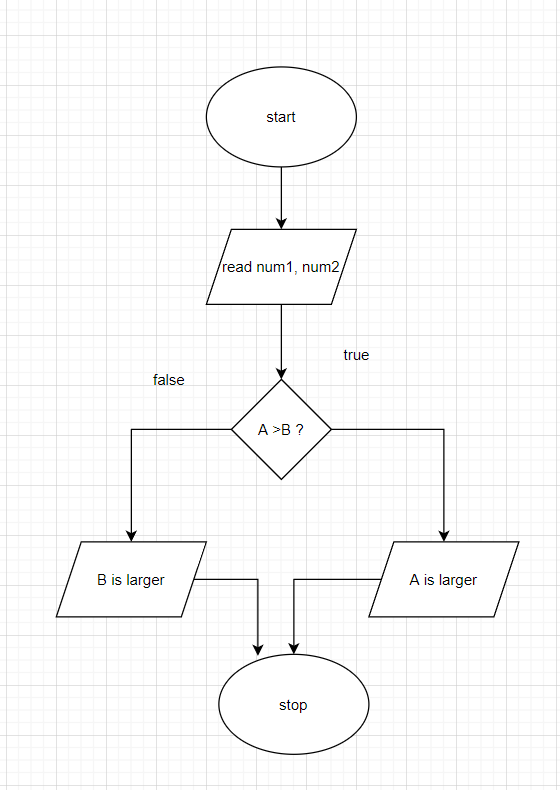 start
read num1, num2
true
false
A >B ?
B is larger
A is larger
stop